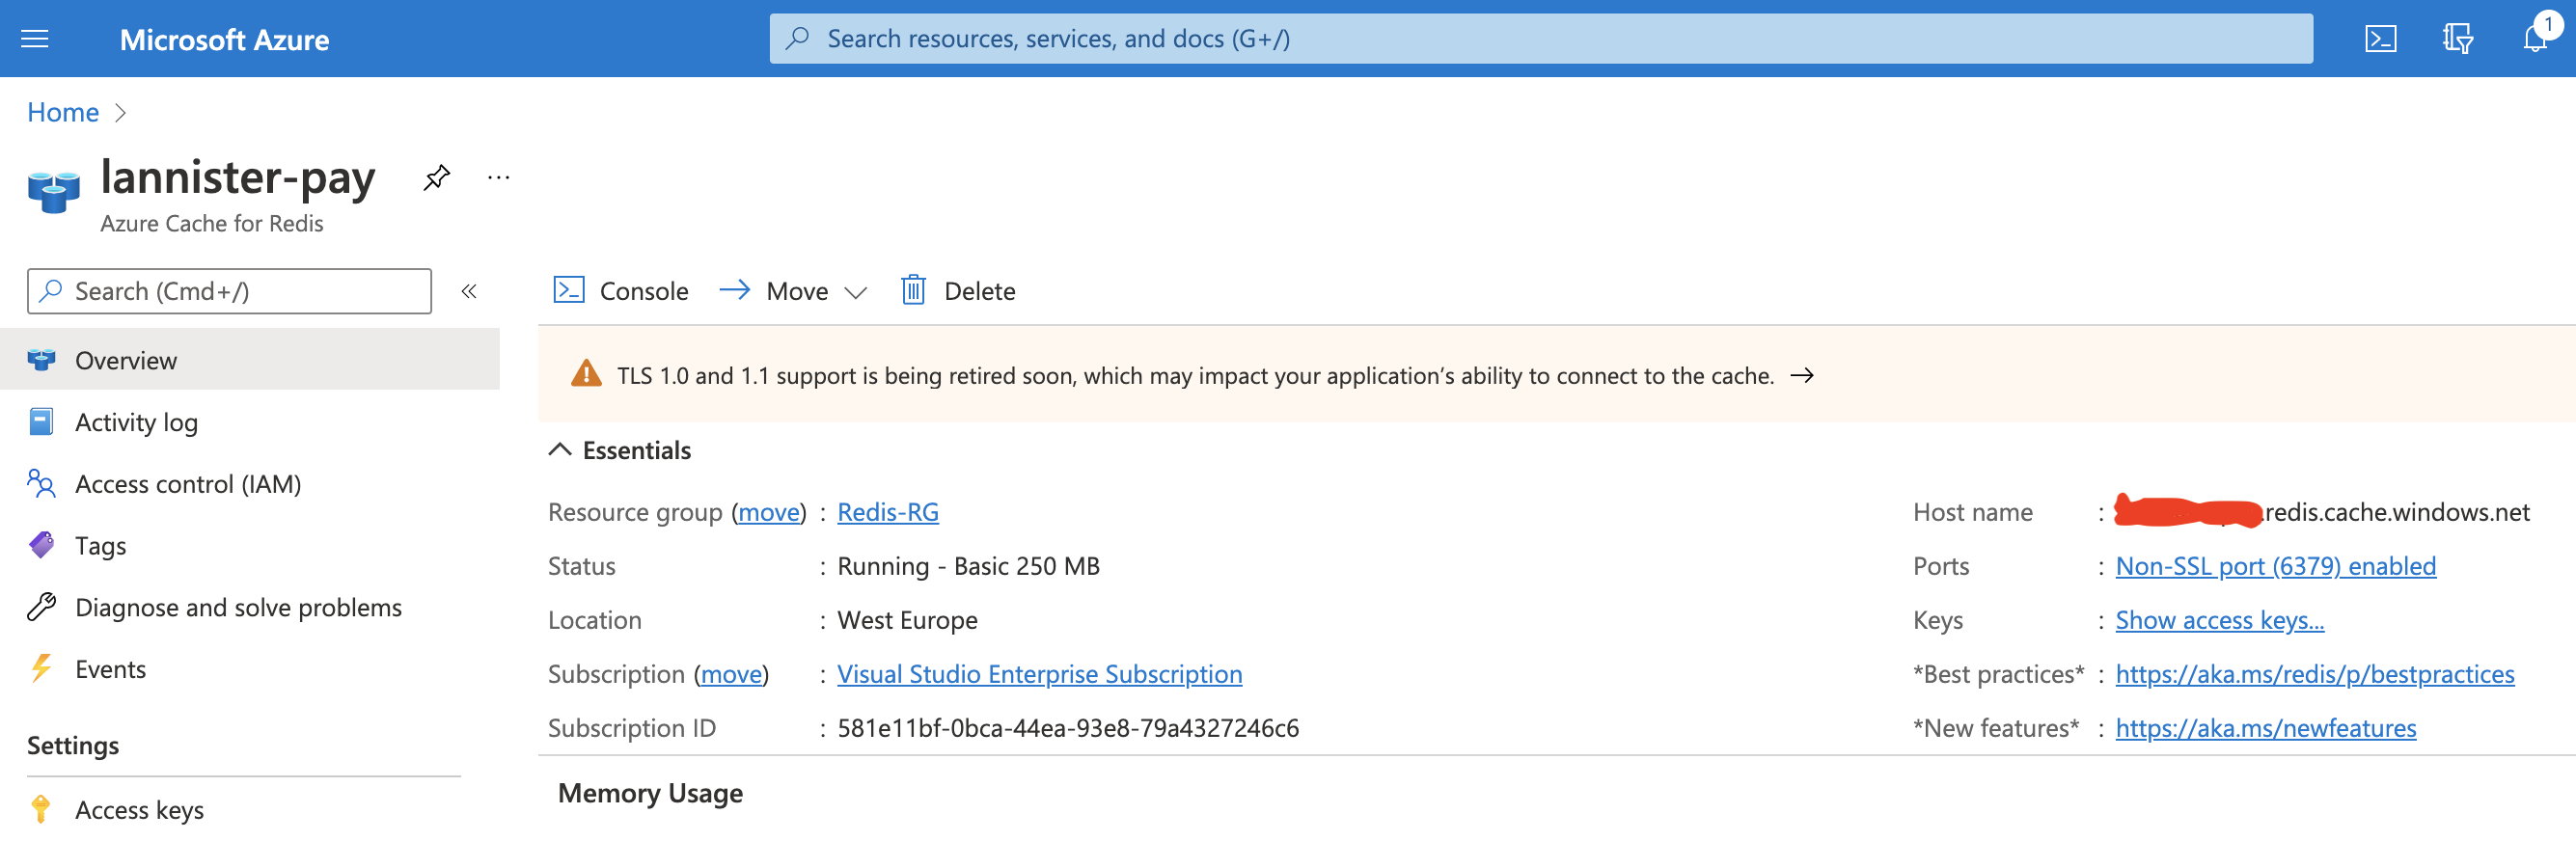 Microsoft Azure
Search resources, services, and docs (G+/)
1
Home
lannister-pay
Azure Cache for Redis
Search (Cmd+/)
Overview
Activity log
Access control (IAM)
Tags
Diagnose and solve problems
Events
Settings
Access keys
Console Move Delete
TLS 1.0 and 1.1 support is being retired soon, which may impact your application’s ability to connect to the cache.
Essentials
Resource group (move) : Redis-RG
Status : Running - Basic 250 MB
Location : West Europe
Subscription (move) : Visual Studio Enterprise Subscription
Subscription ID : 581e11bf-0bca-44ea-93e8-79a4327246c6
Host name : .redis.cache.windows.net
Ports : Non-SSL port (6379) enabled
Keys : Show access keys...
*Best practices* : https://aka.ms/redis/p/bestpractices
*New features* : https://aka.ms/newfeatures
Memory Usage